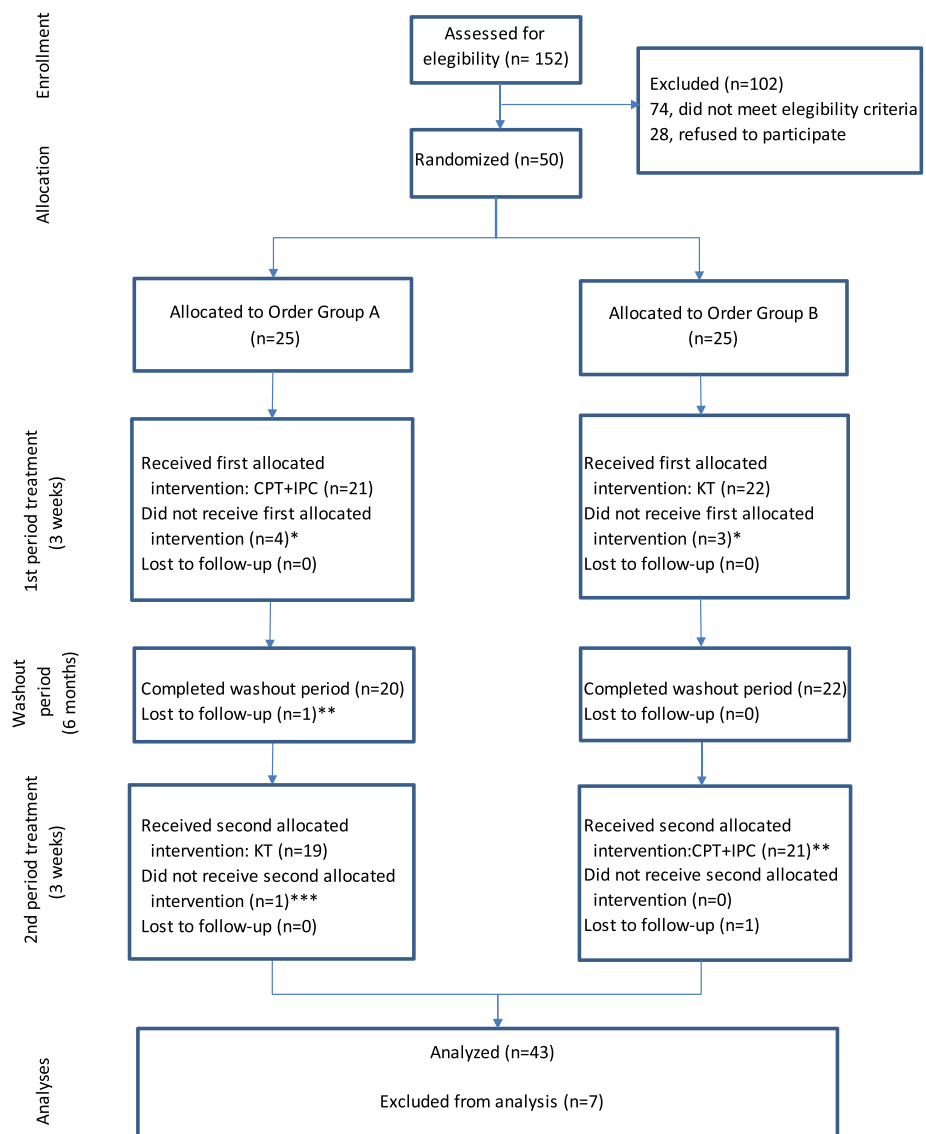 Enrollment
Assessed for
elegibility (n= 152)
Excluded (n=102)
74, did not meet elegibility criteria
28, refused to participate
Allocation
Randomized (n=50)
Allocated to Order Group A
(n=25)
Allocated to Order Group B
(n=25)
1st period treatment
(3 weeks)
Received first allocated
intervention: CPT+IPC (n=21)
Did not receive first allocated
intervention (n=4)*
Lost to follow-up (n=0)
Received first allocated
intervention: KT (n=22)
Did not receive first allocated
intervention (n=3)*
Lost to follow-up (n=0)
Washout
period
(6 months)
Completed washout period (n=20)
Lost to follow-up (n=1)**
Completed washout period (n=22)
Lost to follow-up (n=0)
2nd period treatment
(3 weeks)
Received second allocated
intervention: KT (n=19)
Did not receive second allocated
intervention (n=1)***
Lost to follow-up (n=0)
Received second allocated
intervention:CPT+IPC (n=21)**
Did not receive second allocated
intervention (n=0)
Lost to follow-up (n=1)
Analyses
Analyzed (n=43)
Excluded from analysis (n=7)